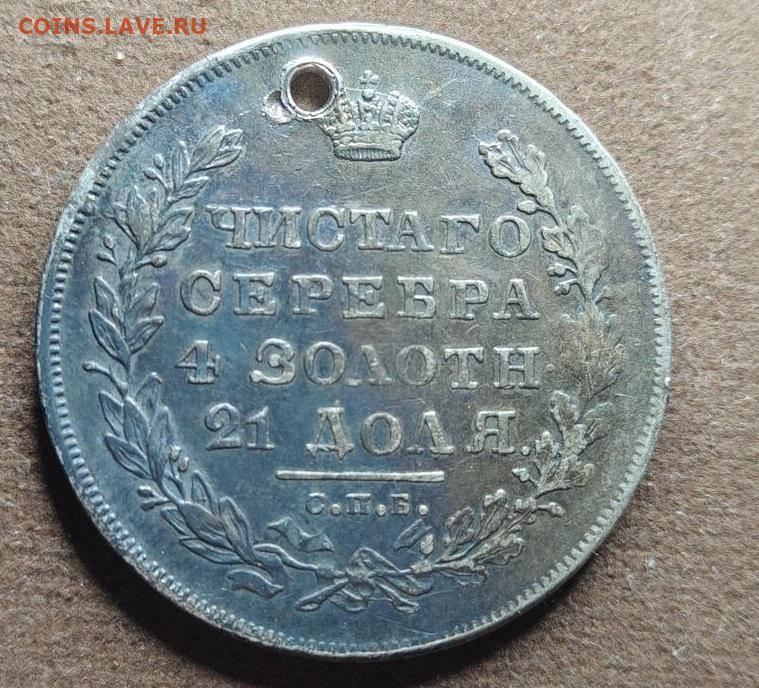 COINS.LAVE.RU
ЧИСТАГО
СЕРЕБРА
4 ЗОЛОТН
21 ДОЛЯ.
С.П.Б.